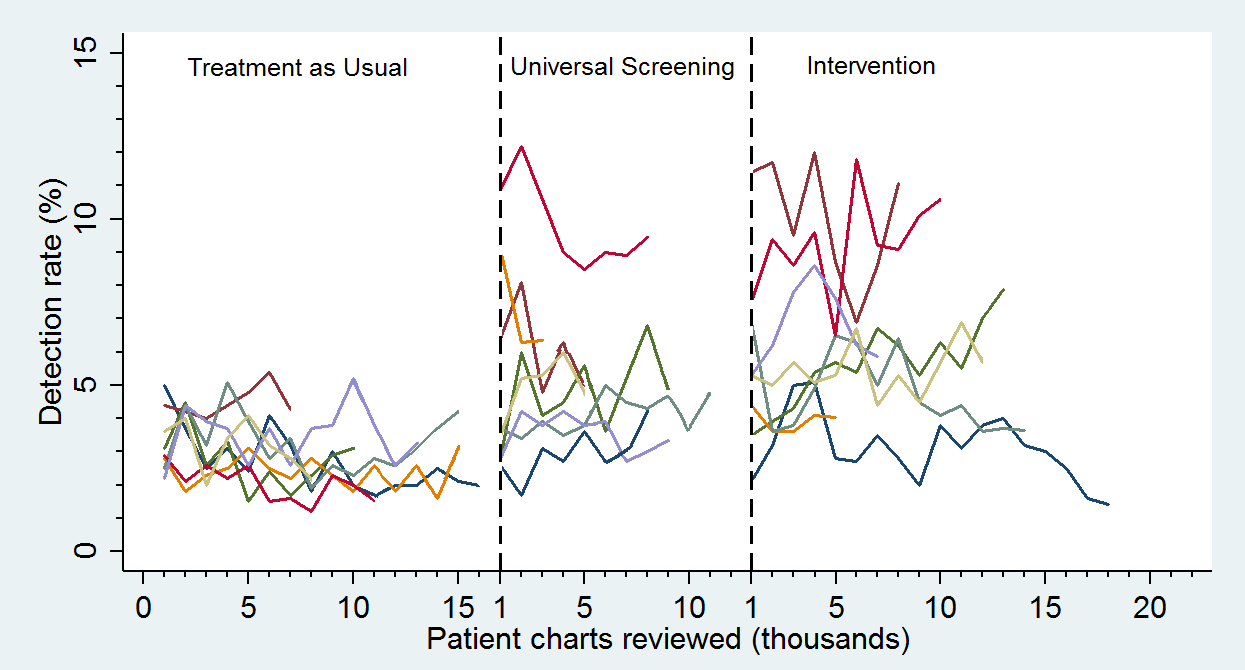 Treatment as Usual Universal Screening Intervention
15
10
5
0
Detection rate (%)
0 5 10 15 1 5 10 1 5 10 15 20
Patient charts reviewed (thousands)